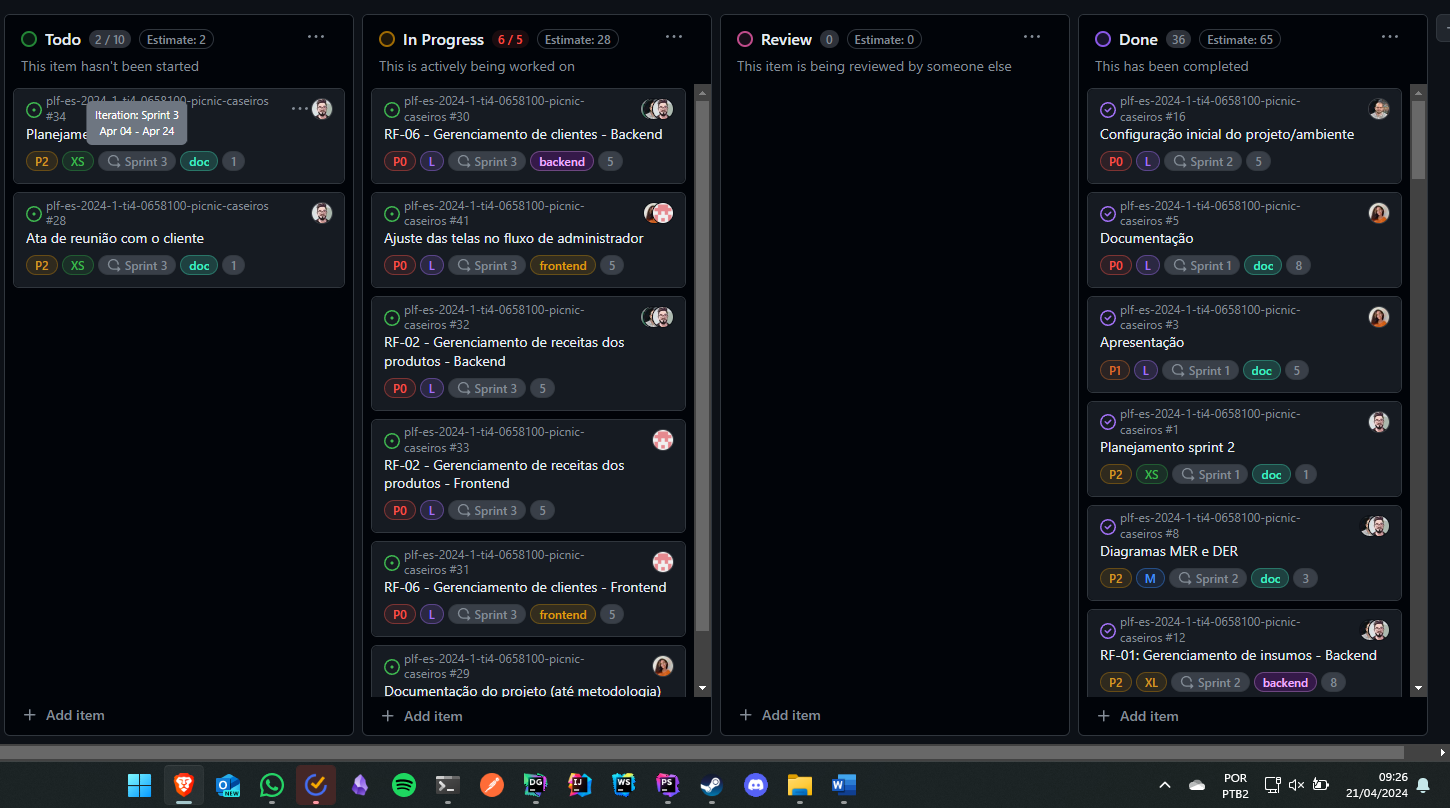 Todo 2 / 10 Estimate: 2
This item hasn't been started
plf-es-2024-1-ti4-0658100-picnic-caseiros
#34
Iteration: Sprint 3
Apr 04 - Apr 24
P2 XS Sprint 3 doc 1
plf-es-2024-1-ti4-0658100-picnic-caseiros
#28
Ata de reunião com o cliente
P2 XS Sprint 3 doc 1
+ Add item
In Progress 6 / 5 Estimate: 28
This is actively being worked on
plf-es-2024-1-ti4-0658100-picnic-
caseiros #30
RF-06 - Gerenciamento de clientes - Backend
P0 L Sprint 3 backend 5
plf-es-2024-1-ti4-0658100-picnic-
caseiros #41
Ajuste das telas no fluxo de administrador
P0 L Sprint 3 frontend 5
plf-es-2024-1-ti4-0658100-picnic-
caseiros #32
RF-02 - Gerenciamento de receitas dos
produtos - Backend
P0 L Sprint 3 5
plf-es-2024-1-ti4-0658100-picnic-
caseiros #33
RF-02 - Gerenciamento de receitas dos
produtos - Frontend
P0 L Sprint 3 5
plf-es-2024-1-ti4-0658100-picnic-
caseiros #31
RF-06 - Gerenciamento de clientes - Frontend
P0 L Sprint 3 frontend 5
plf-es-2024-1-ti4-0658100-picnic-
caseiros #29
Documentação do projeto (até metodologia)
+ Add item
Review 0 Estimate: 0
This item is being reviewed by someone else
+ Add item
Done 36 Estimate: 65
This has been completed
plf-es-2024-1-ti4-0658100-picnic-
caseiros #16
Configuração inicial do projeto/ambiente
P0 L Sprint 2 5
plf-es-2024-1-ti4-0658100-picnic-
caseiros #5
Documentação
P0 L Sprint 1 doc 8
plf-es-2024-1-ti4-0658100-picnic-
caseiros #3
Apresentação
P1 L Sprint 1 doc 5
plf-es-2024-1-ti4-0658100-picnic-
caseiros #1
Planejamento sprint 2
P2 XS Sprint 1 doc 1
plf-es-2024-1-ti4-0658100-picnic-
caseiros #8
Diagramas MER e DER
P2 M Sprint 2 doc 3
plf-es-2024-1-ti4-0658100-picnic-
caseiros #12
RF-01: Gerenciamento de insumos - Backend
P2 XL Sprint 2 backend 8
+ Add item
NEW
DG
IJ
WS
PS
W
POR
PTB2
09:26
21/04/2024